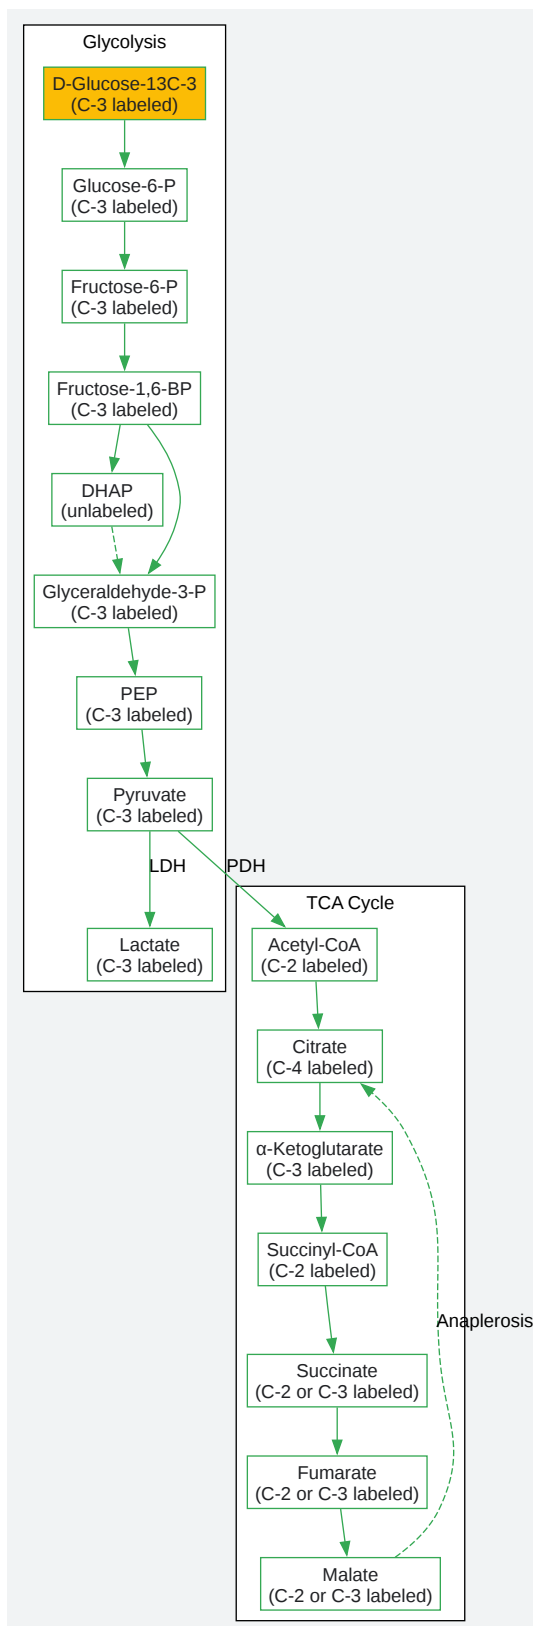 Glycolysis
D-Glucose-13C-3
(C-3 labeled)
Glucose-6-P
(C-3 labeled)
Fructose-6-P
(C-3 labeled)
Fructose-1,6-BP
(C-3 labeled)
DHAP
(unlabeled)
Glyceraldehyde-3-P
(C-3 labeled)
PEP
(C-3 labeled)
Pyruvate
(C-3 labeled)
LDH
PDH
Lactate
(C-3 labeled)
TCA Cycle
Acetyl-CoA
(C-2 labeled)
Citrate
(C-4 labeled)
α-Ketoglutarate
(C-3 labeled)
Succinyl-CoA
(C-2 labeled)
Anaplerosis
Succinate
(C-2 or C-3 labeled)
Fumarate
(C-2 or C-3 labeled)
Malate
(C-2 or C-3 labeled)